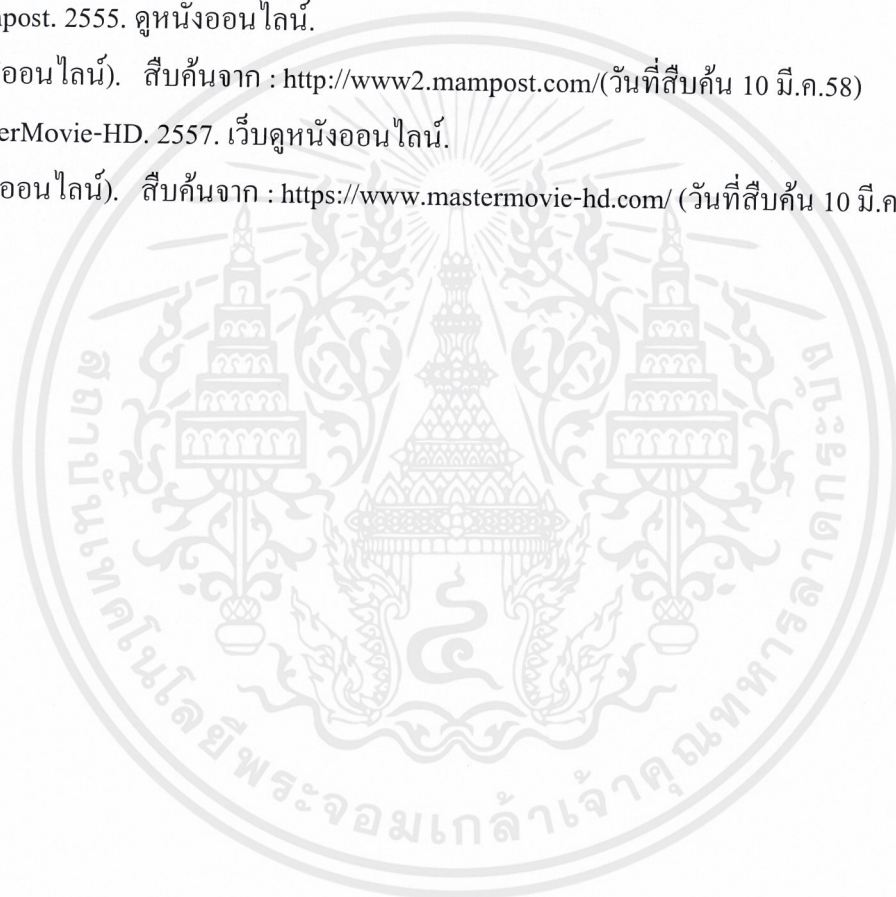 npost. 2555. ดูหนังออนไลน์.
ออนไลน์). สืบค้นจาก : http://www2.mampost.com/(วันที่สืบค้น 10 มี.ค.58)
erMovie-HD. 2557. เว็บดูหนังออนไลน์.
ออนไลน์). สืบค้นจาก : https://www.mastermovie-hd.com/ (วันที่สืบค้น 10 มี.ค
สถาบันเทคโนโลยีพระจอมเกล้าเจ้าคุณทหารลาดกระบัง